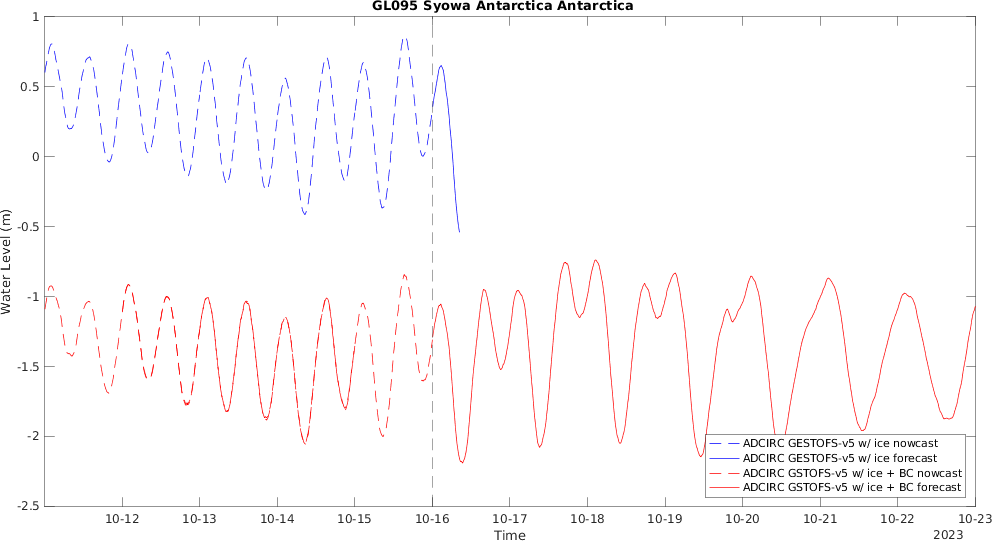 GL095 Syowa Antarctica Antarctica
1
0.5
0
-0.5
-1
-1.5
-2
-2.5
Water Level (m)
ADCIRC GESTOFS-v5 w/ ice nowcast
ADCIRC GESTOFS-v5 w/ ice forecast
ADCIRC GSTOFS-v5 w/ ice + BC nowcast
ADCIRC GSTOFS-v5 w/ ice + BC forecast
10-12 10-13 10-14 10-15 10-16 10-17 10-18 10-19 10-20 10-21 10-22 10-23
Time
2023